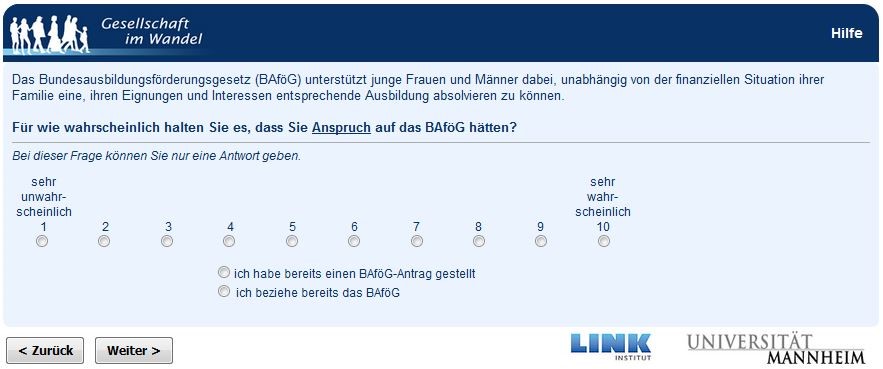 Gesellschaft
im Wandel
Hilfe
Das Bundesausbildungsförderungsgesetz (BAföG) unterstützt junge Frauen und Männer dabei, unabhängig von der finanziellen Situation ihrer
Familie eine, ihren Eignungen und Interessen entsprechende Ausbildung absolvieren zu können.
Für wie wahrscheinlich halten Sie es, dass Sie Anspruch auf das BAföG hätten?
Bei dieser Frage können Sie nur eine Antwort geben.
sehr sehr
unwahr- wahr-
scheinlich scheinlich
1 2 3 4 5 6 7 8 9 10
ich habe bereits einen BAföG-Antrag gestellt
ich beziehe bereits das BAföG
< Zurück Weiter >
LINK
INSTITUT
UNIVERSITÄT
MANNHEIM